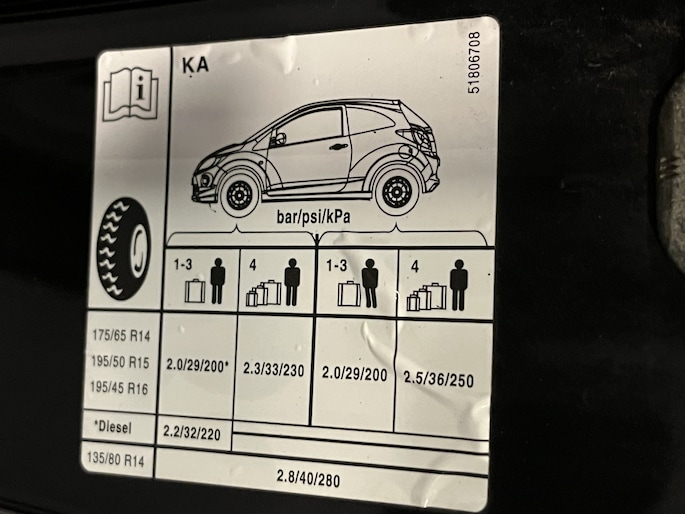 KA
51806708
i
bar/psi/kPa
1-3 4 1-3 4
175/65 R14
195/50 R15
195/45 R16
2.0/29/200* 2.3/33/230 2.0/29/200 2.5/36/250
*Diesel 2.2/32/220
135/80 R14 2.8/40/280